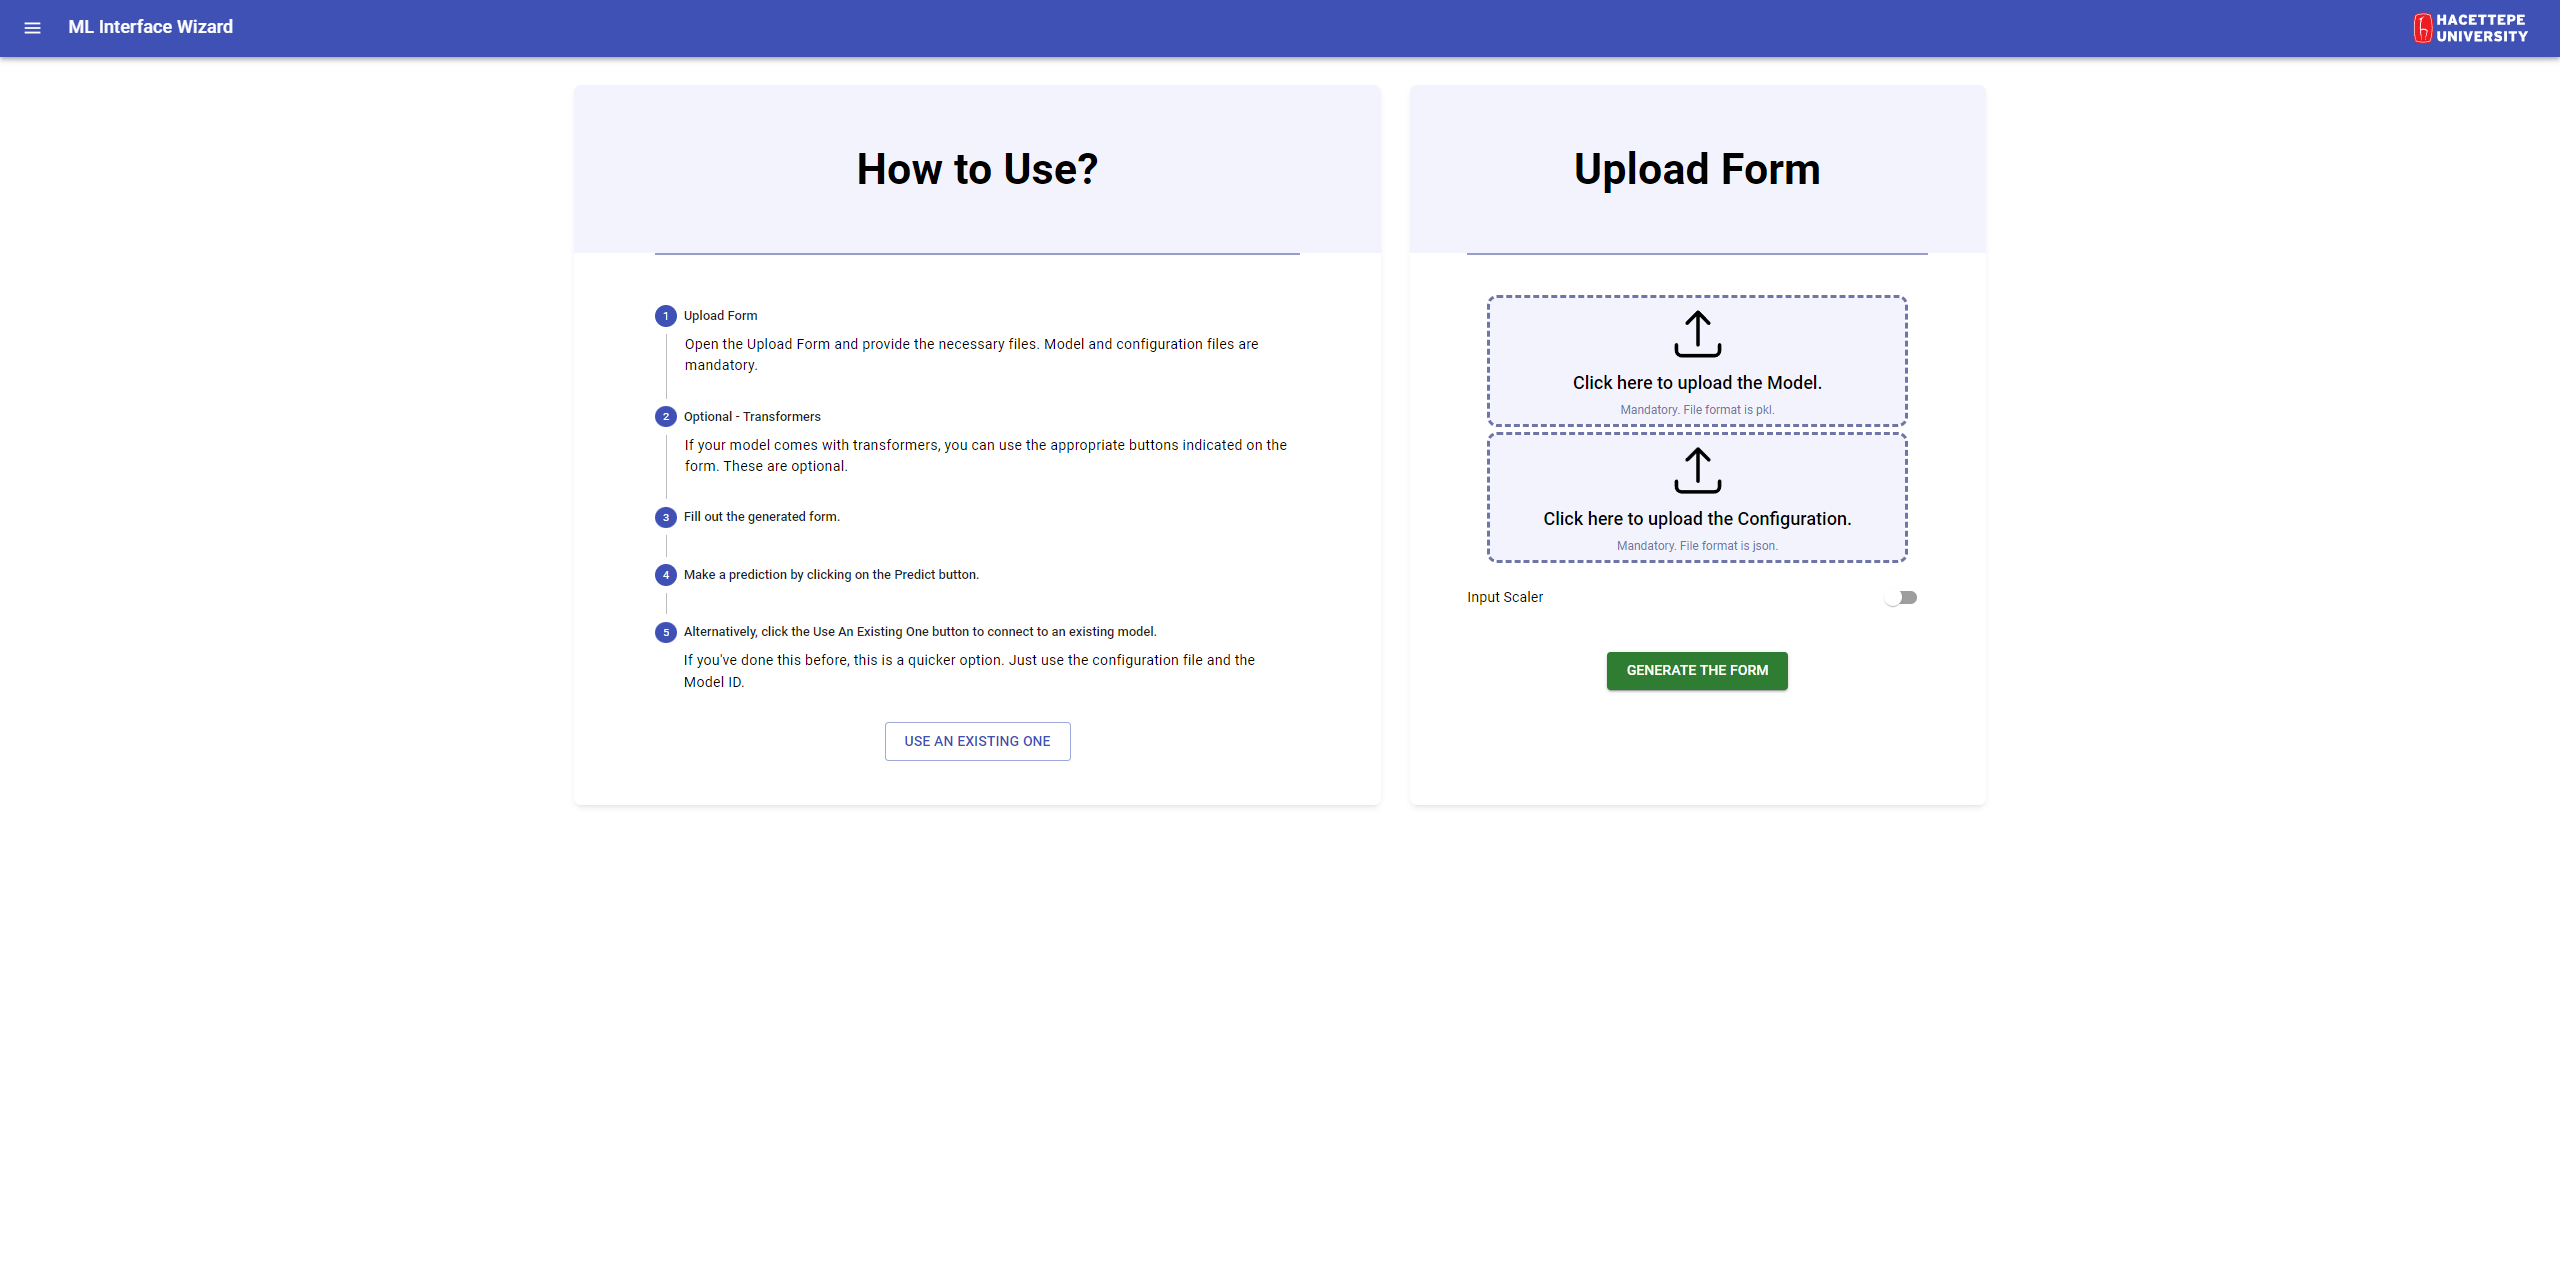 ML Interface Wizard
HACETTEPE
UNIVERSITY
How to Use?
1 Upload Form
Open the Upload Form and provide the necessary files. Model and configuration files are
mandatory.
2 Optional - Transformers
If your model comes with transformers, you can use the appropriate buttons indicated on the
form. These are optional.
3 Fill out the generated form.
4 Make a prediction by clicking on the Predict button.
5 Alternatively, click the Use An Existing One button to connect to an existing model.
If you've done this before, this is a quicker option. Just use the configuration file and the
Model ID.
USE AN EXISTING ONE
Upload Form
Click here to upload the Model.
Mandatory. File format is pkl.
Click here to upload the Configuration.
Mandatory. File format is json.
Input Scaler
GENERATE THE FORM